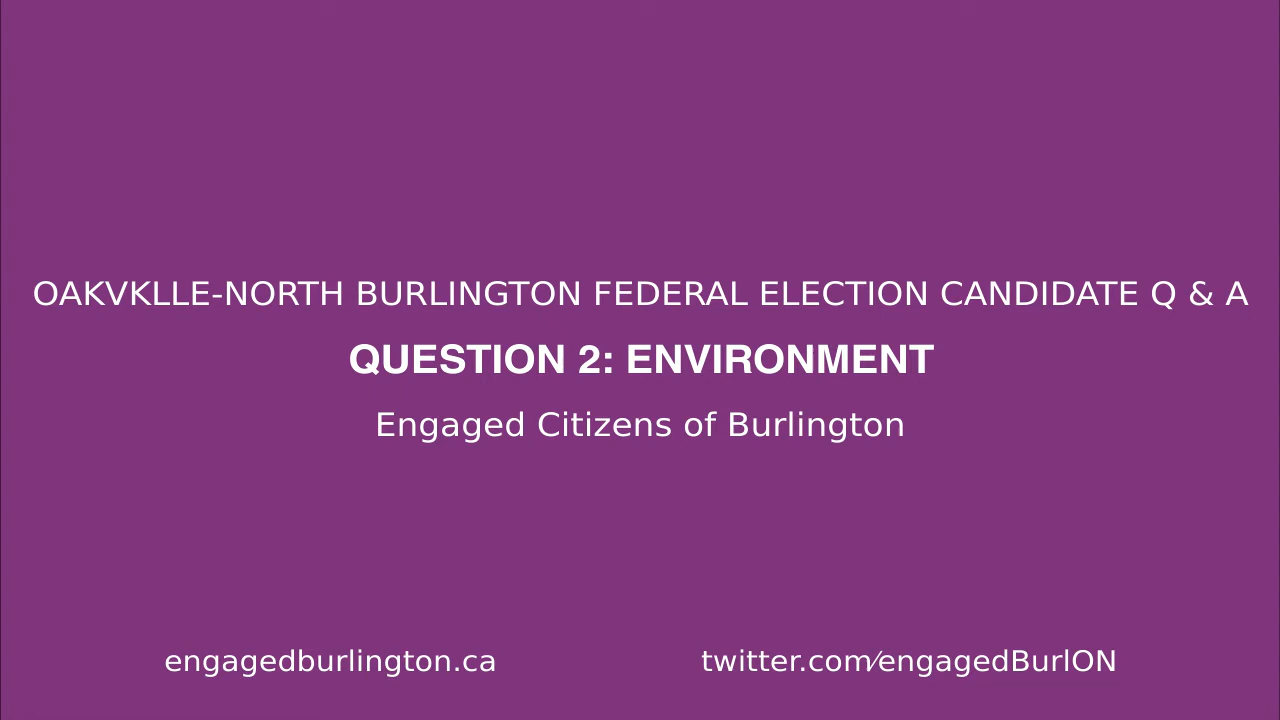 OAKVKLLE-NORTH BURLINGTON FEDERAL ELECTION CANDIDATE Q & A
QUESTION 2: ENVIRONMENT
Engaged Citizens of Burlington
engagedburlington.ca
twitter.com⁄engagedBurlON